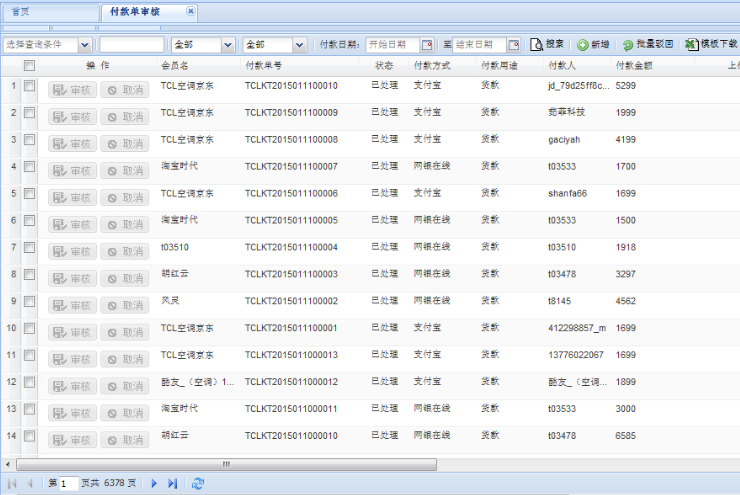 首页 付款单审核
选择查询条件 全部 全部 付款日期: 开始日期 至 结束日期 搜索 新增 批量驳回 模板下载
操 作 会员名 付款单号 状态 付款方式 付款用途 付款人 付款金额
1 审核 取消 TCL空调京东 TCLKT2015011100010 已处理 支付宝 货款 jd_79d25ff8c... 5299
2 审核 取消 TCL空调京东 TCLKT2015011100009 已处理 支付宝 货款 菲科技 1999
3 审核 取消 TCL空调京东 TCLKT2015011100008 已处理 支付宝 货款 gaciyah 4199
4 审核 取消 淘宝时代 TCLKT2015011100007 已处理 网银在线 货款 t03533 1700
5 审核 取消 TCL空调京东 TCLKT2015011100006 已处理 支付宝 货款 shanfa66 1699
6 审核 取消 淘宝时代 TCLKT2015011100005 已处理 网银在线 货款 t03533 1500
7 审核 取消 t03510 TCLKT2015011100004 已处理 网银在线 货款 t03510 1918
8 审核 取消 胡红云 TCLKT2015011100003 已处理 网银在线 货款 t03478 3297
9 审核 取消 风灵 TCLKT2015011100002 已处理 网银在线 货款 t8145 4562
10 审核 取消 TCL空调京东 TCLKT2015011100001 已处理 支付宝 货款 412298857_m 1699
11 审核 取消 TCL空调京东 TCLKT2015011000013 已处理 支付宝 货款 13776022067 1699
12 审核 取消 酷友_（空调）1... TCLKT2015011000012 已处理 支付宝 货款 酷友_（空调... 1899
13 审核 取消 淘宝时代 TCLKT2015011000011 已处理 网银在线 货款 t03533 3000
14 审核 取消 胡红云 TCLKT2015011000010 已处理 网银在线 货款 t03478 6585
第 1 页共 6378 页